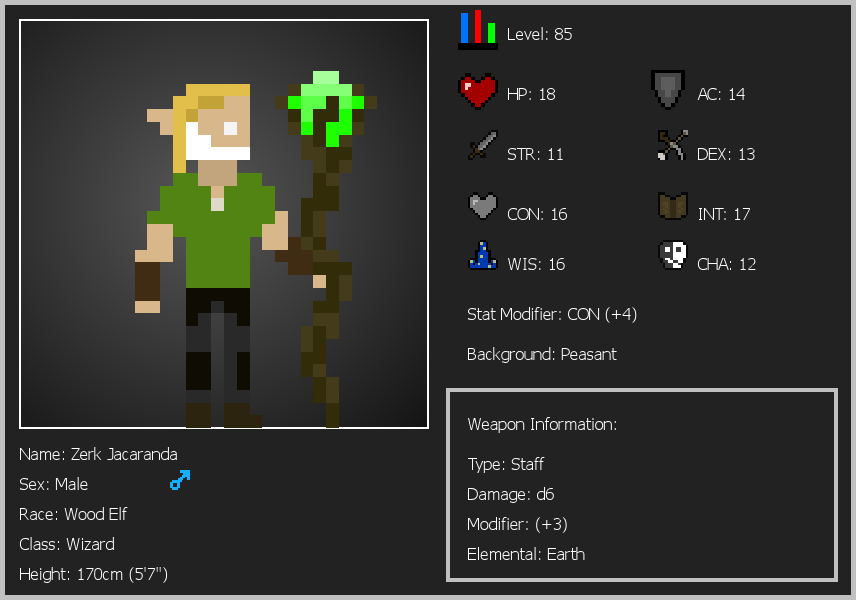 Level: 85
HP: 18
AC: 14
STR: 11
DEX: 13
CON: 16
INT: 17
WIS: 16
CHA: 12
Stat Modifier: CON (+4)
Background: Peasant
Weapon Information:
Type: Staff
Damage: d6
Modifier: (+3)
Elemental: Earth
Name: Zerk Jacaranda
Sex: Male
Race: Wood Elf
Class: Wizard
Height: 170cm (5'7")